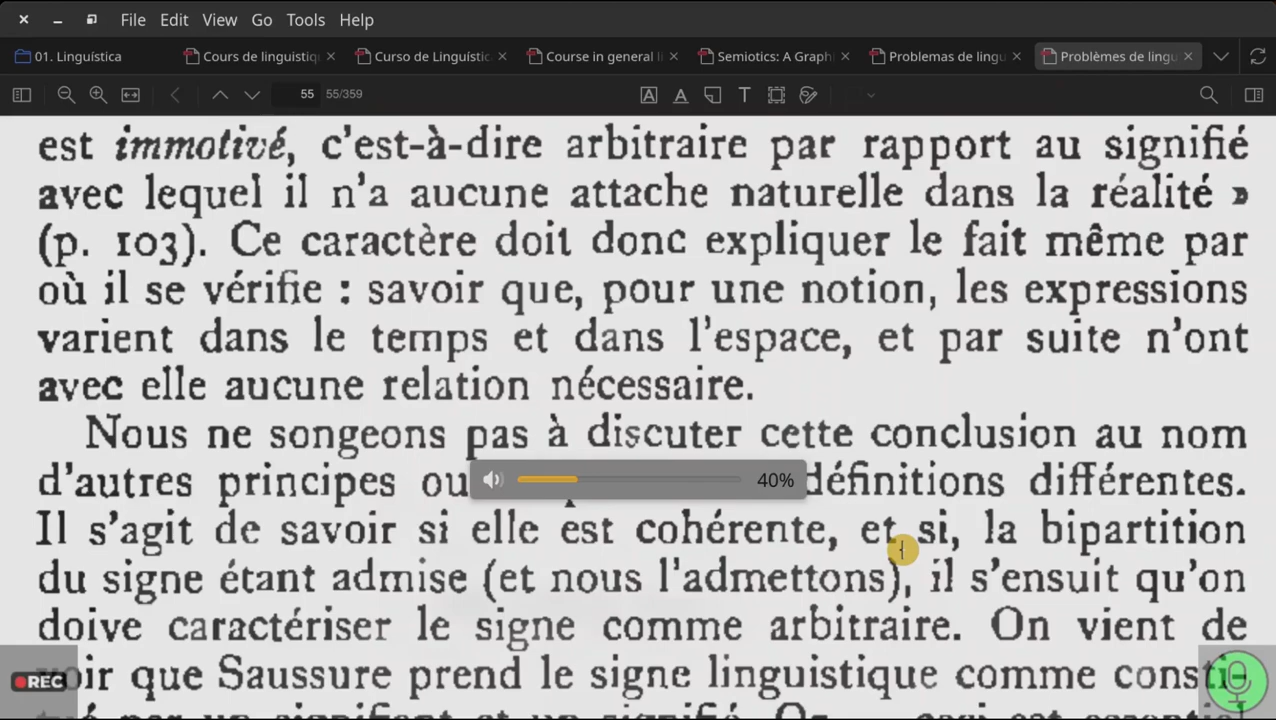 File Edit View Go Tools Help
01. Linguística Cours de linguistiq Curso de Linguístic Course in general li Semiotics: A Graph Problemas de lingu Problèmes de lingu
55 55/359
est immotivé, c'est-à-dire arbitraire par rapport au signifié
avec lequel il n'a aucune attache naturelle dans la réalité »
(p. 103). Ce caractère doit donc expliquer le fait même par
où il se vérifie : savoir que, pour une notion, les expressions
varient dans le temps et dans l'espace, et par suite n'ont
avec elle aucune relation nécessaire.
Nous ne songeons pas à discuter cette conclusion au nom
d'autres principes ou définitions différentes.
40%
Il s'agit de savoir si elle est cohérente, et si, la bipartition
du signe étant admise (et nous l'admettons), il s'ensuit qu'on
doive caractériser le signe comme arbitraire. On vient de
REC
oir que Saussure prend le signe linguistique comme consti-